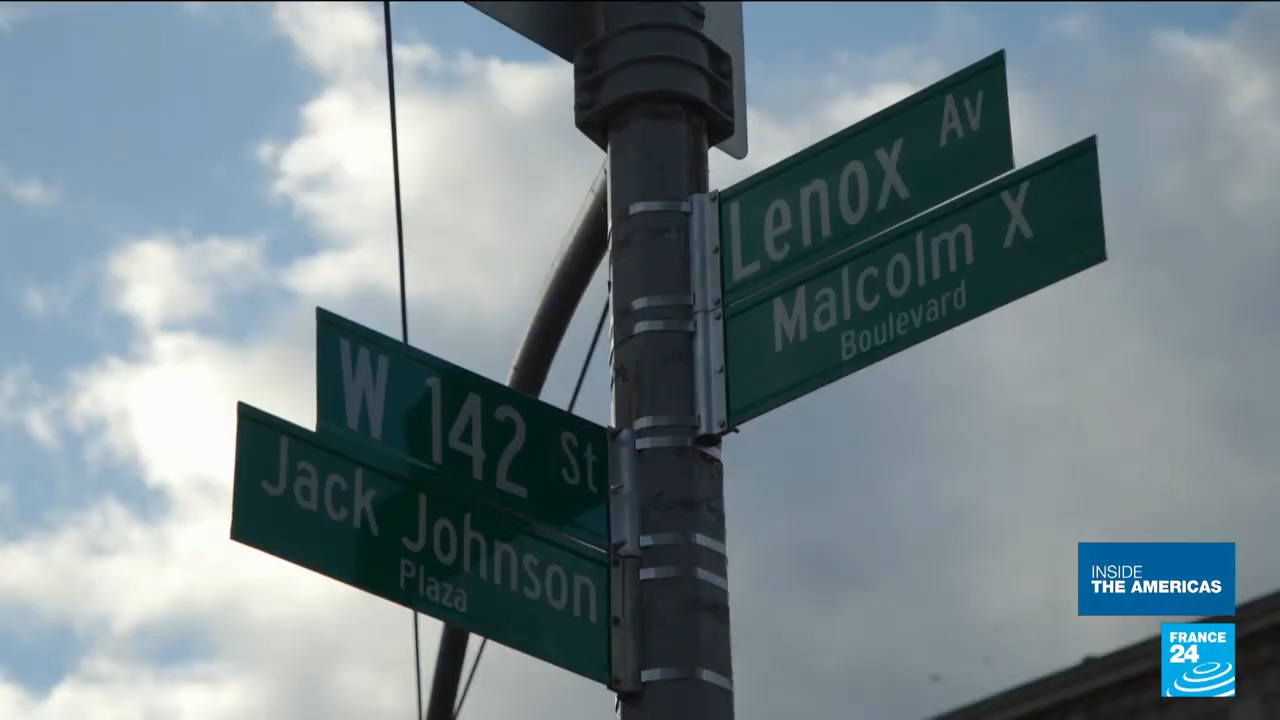 Lenox Av
Malcolm X
Boulevard
W 142 St
Jack Johnson
Plaza
INSIDE
THE AMERICAS
FRANCE
24